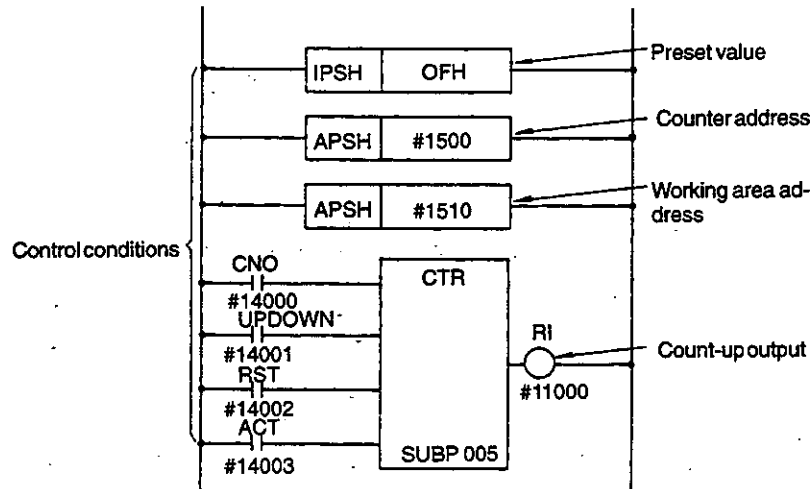 IPSH OFH
Preset value
APSH #1500
Counter address
APSH #1510
Working area ad-
dress
Control conditions
CNO
#14000
UPDOWN
#14001
RST
#14002
ACT
#14003
CTR
SUBP 005
RI
#11000
Count-up output